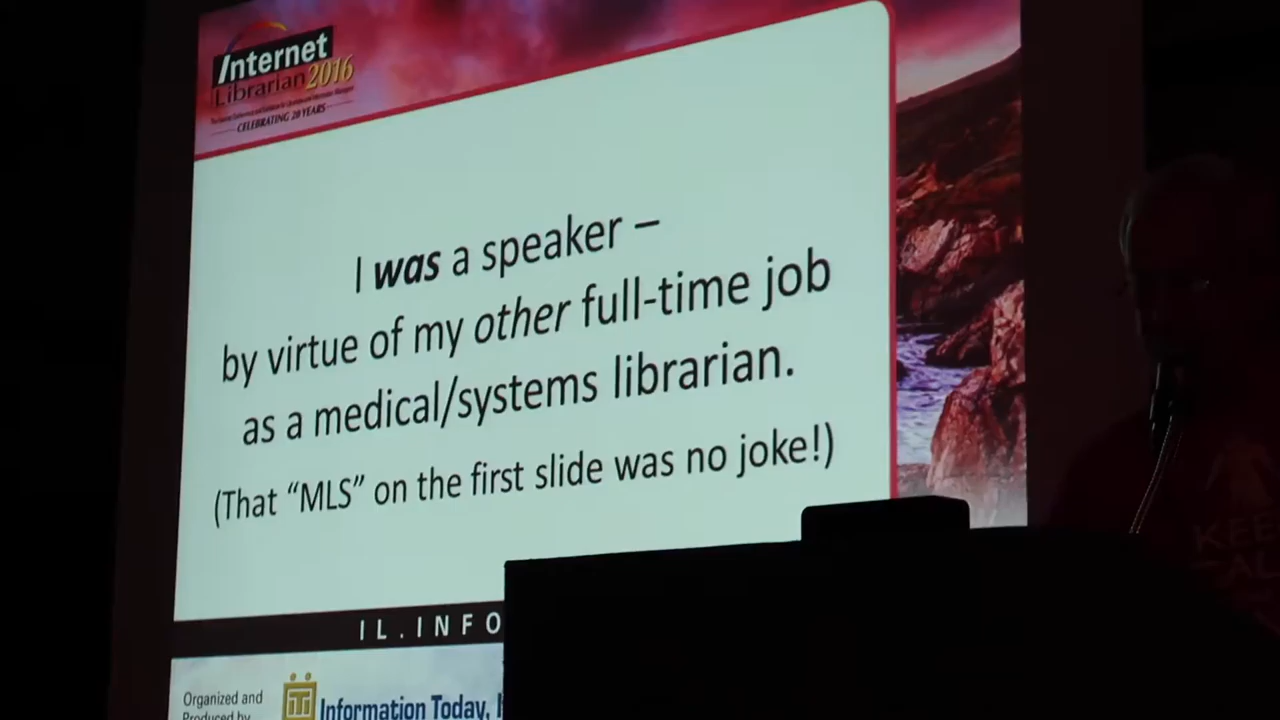 Internet
Librarian 2016
CELEBRATING 20 YEARS
I was a speaker –
by virtue of my other full-time job
as a medical/systems librarian.
(That “MLS” on the first slide was no joke!)
IL.INFO
Organized and
Produced by
Information Today, I
KEE